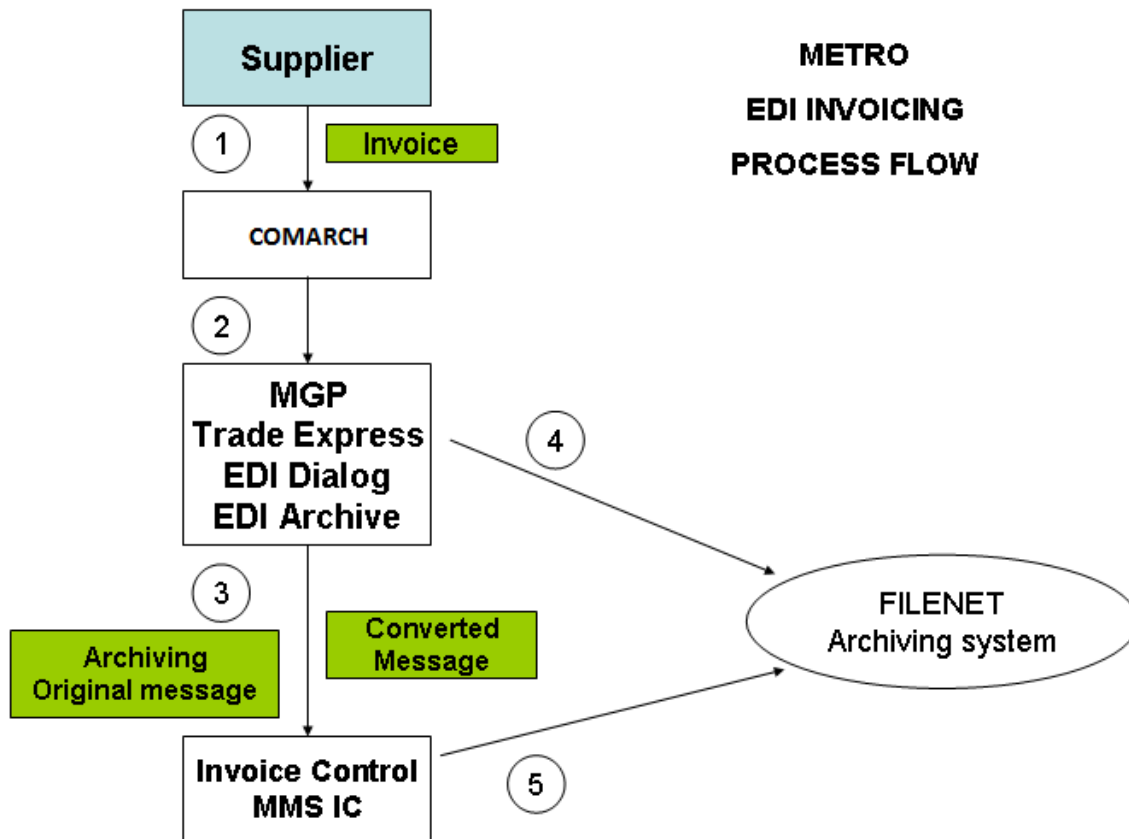 Supplier
METRO
EDI INVOICING
PROCESS FLOW
1
Invoice
COMARCH
2
MGP
Trade Express
EDI Dialog
EDI Archive
4
3
Archiving
Original message
Converted
Message
FILENET
Archiving system
Invoice Control
MMS IC
5